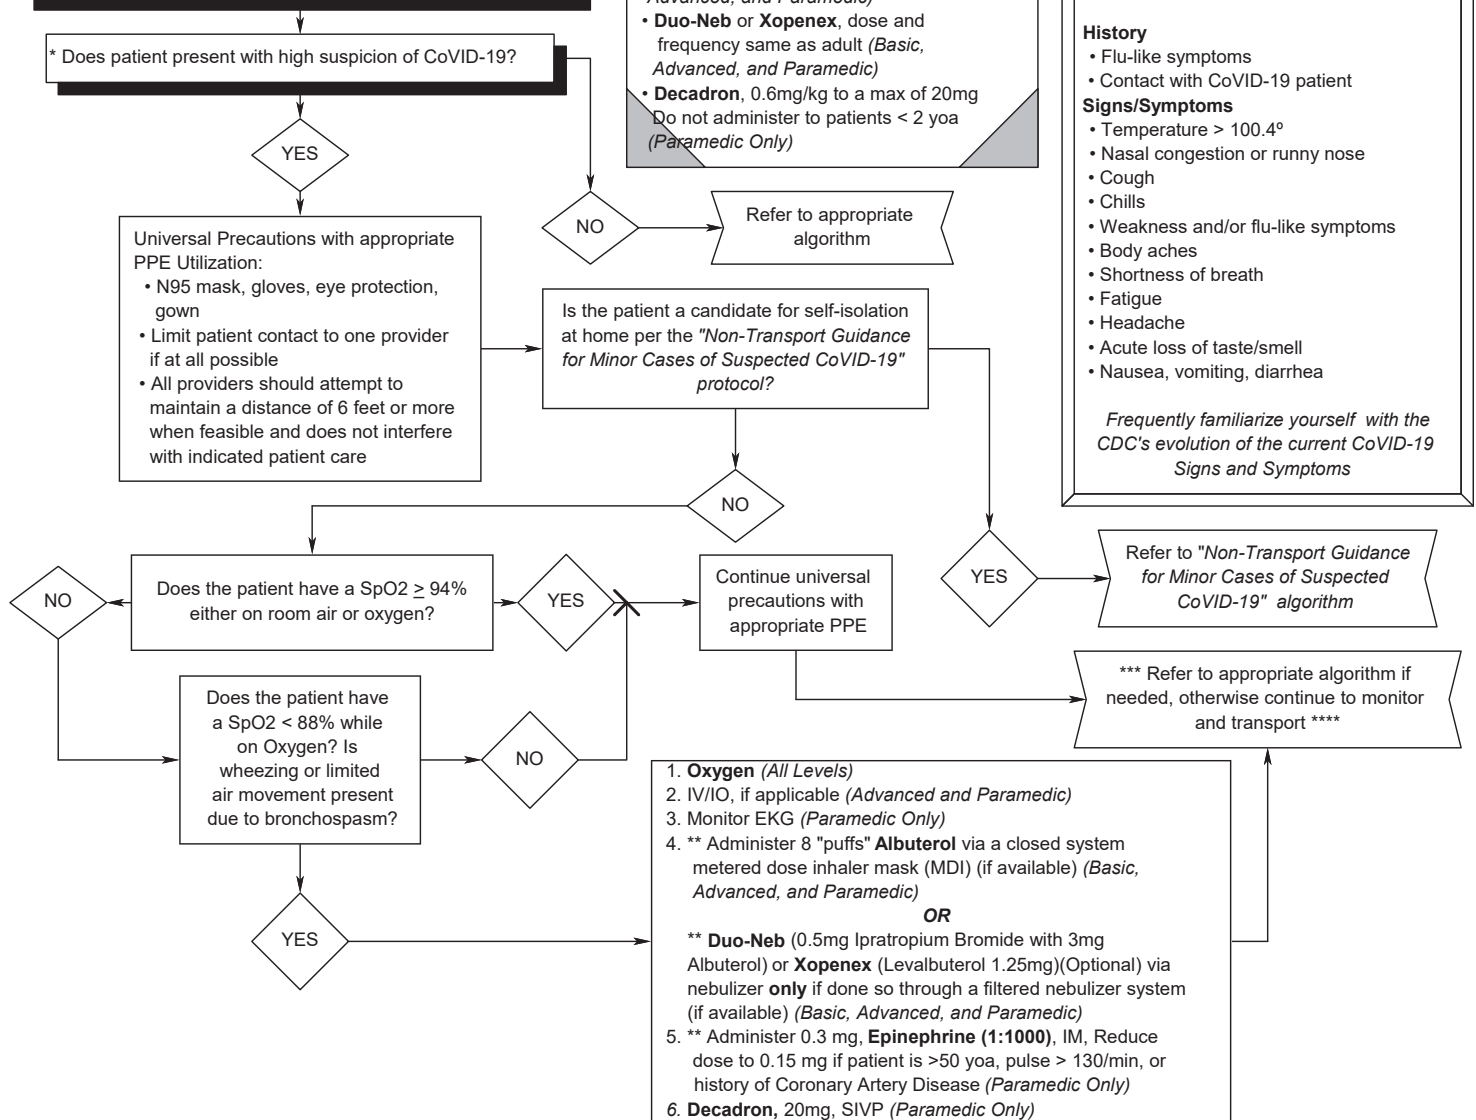 Advanced, and Paramedic)
• Duo-Neb or Xopenex, dose and
frequency same as adult (Basic,
Advanced, and Paramedic)
• Decadron, 0.6mg/kg to a max of 20mg
Do not administer to patients < 2 yoa
(Paramedic Only)
History
• Flu-like symptoms
• Contact with CoVID-19 patient
Signs/Symptoms
• Temperature > 100.4º
• Nasal congestion or runny nose
• Cough
• Chills
• Weakness and/or flu-like symptoms
• Body aches
• Shortness of breath
• Fatigue
• Headache
• Acute loss of taste/smell
• Nausea, vomiting, diarrhea
Frequently familiarize yourself with the
CDC's evolution of the current CoVID-19
Signs and Symptoms
* Does patient present with high suspicion of CoVID-19?
YES
NO
Refer to appropriate
algorithm
Universal Precautions with appropriate
PPE Utilization:
• N95 mask, gloves, eye protection,
gown
• Limit patient contact to one provider
if at all possible
• All providers should attempt to
maintain a distance of 6 feet or more
when feasible and does not interfere
with indicated patient care
Is the patient a candidate for self-isolation
at home per the "Non-Transport Guidance
for Minor Cases of Suspected CoVID-19"
protocol?
NO
YES
Refer to "Non-Transport Guidance
for Minor Cases of Suspected
CoVID-19" algorithm
Does the patient have a SpO2 ≥ 94%
either on room air or oxygen?
NO
YES
Continue universal
precautions with
appropriate PPE
*** Refer to appropriate algorithm if
needed, otherwise continue to monitor
and transport ****
Does the patient have
a SpO2 < 88% while
on Oxygen? Is
wheezing or limited
air movement present
due to bronchospasm?
NO
YES
1. Oxygen (All Levels)
2. IV/IO, if applicable (Advanced and Paramedic)
3. Monitor EKG (Paramedic Only)
4. ** Administer 8 "puffs" Albuterol via a closed system
metered dose inhaler mask (MDI) (if available) (Basic,
Advanced, and Paramedic)
OR
** Duo-Neb (0.5mg Ipratropium Bromide with 3mg
Albuterol) or Xopenex (Levalbuterol 1.25mg)(Optional) via
nebulizer only if done so through a filtered nebulizer system
(if available) (Basic, Advanced, and Paramedic)
5. ** Administer 0.3 mg, Epinephrine (1:1000), IM, Reduce
dose to 0.15 mg if patient is >50 yoa, pulse > 130/min, or
history of Coronary Artery Disease (Paramedic Only)
6. Decadron, 20mg, SIVP (Paramedic Only)